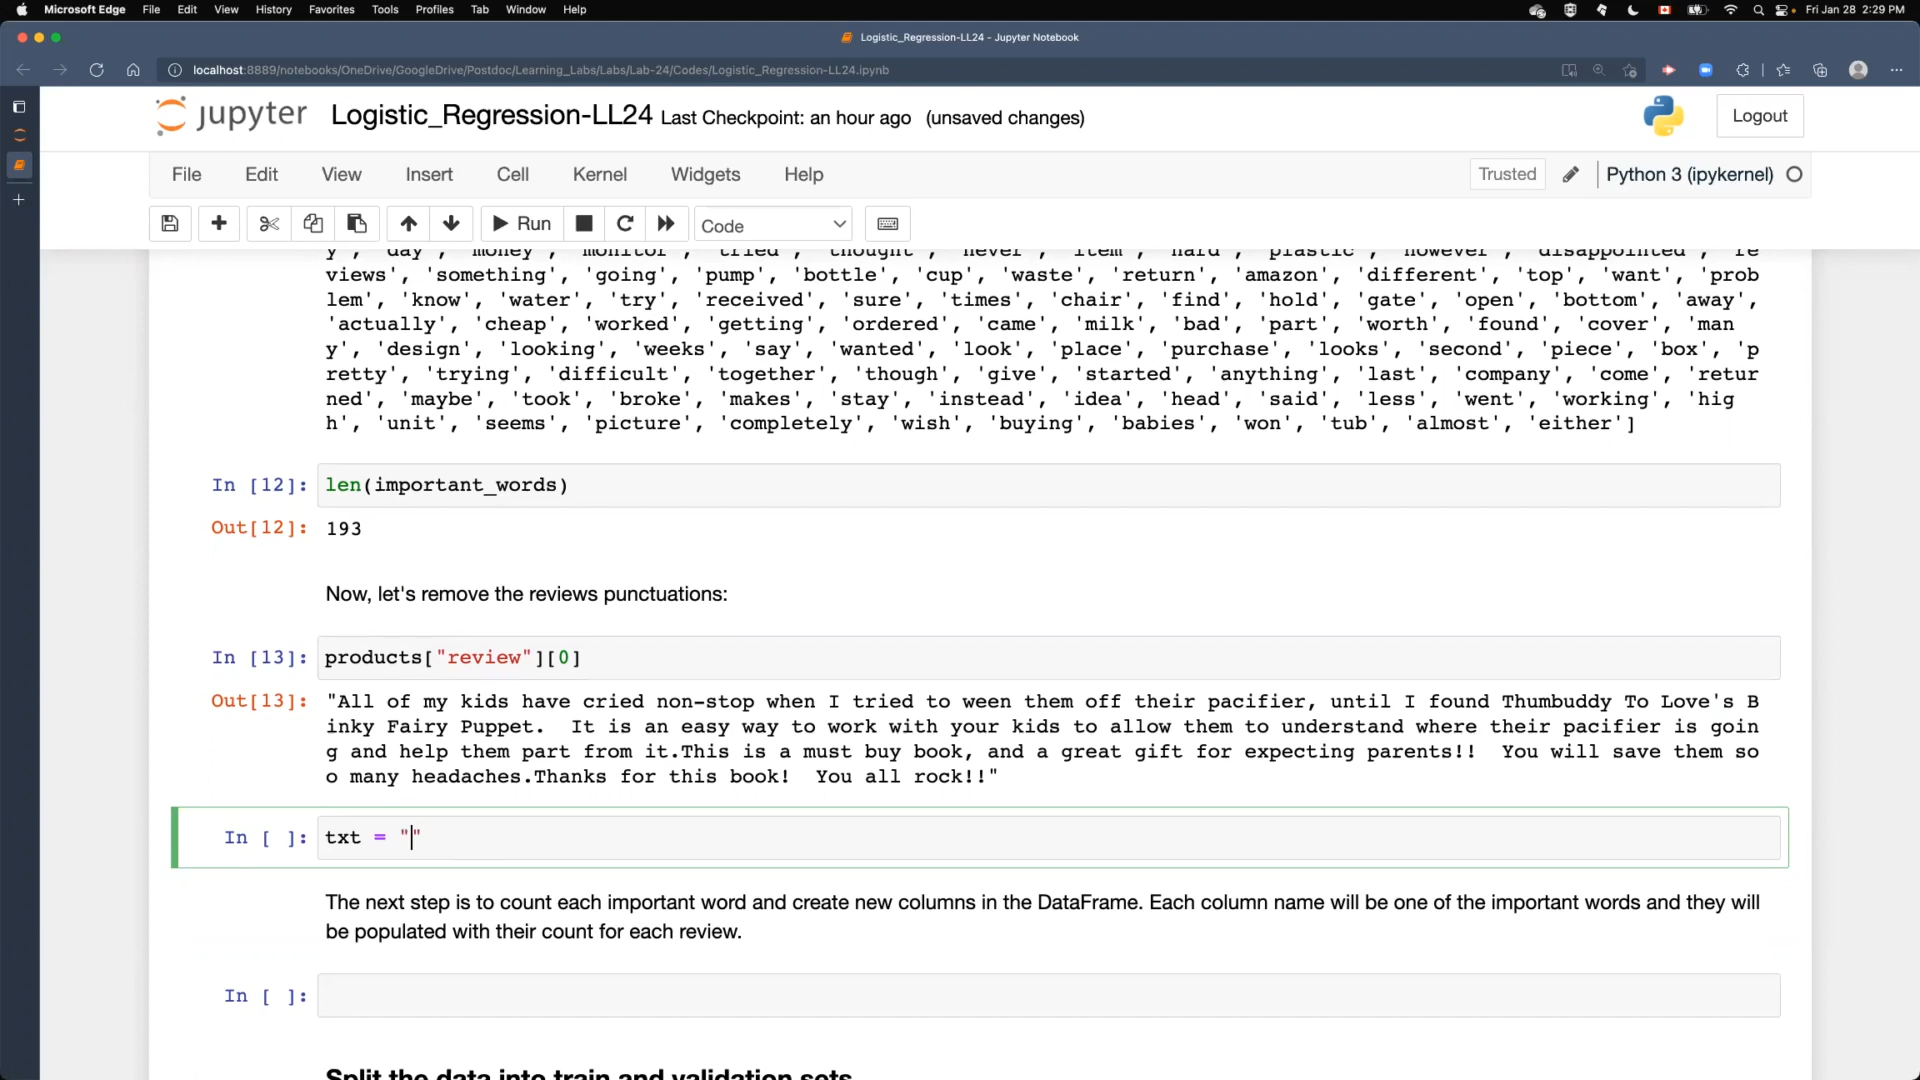 Microsoft Edge File Edit View History Favorites Tools Profiles Tab Window Help Fri Jan 28 2:29 PM
Logistic_Regression-LL24 - Jupyter Notebook
localhost:8889/notebooks/OneDrive/GoogleDrive/Postdoc/Learning_Labs/Labs/Lab-24/Codes/Logistic_Regression-LL24.ipynb
jupyter Logistic_Regression-LL24 Last Checkpoint: an hour ago (unsaved changes) Logout
File Edit View Insert Cell Kernel Widgets Help Trusted Python 3 (ipykernel)
Run Code
y', 'day', 'money', 'monitor', 'tried', 'thought', 'never', 'item', 'hard', 'plastic', 'however', 'disappointed', 're
views', 'something', 'going', 'pump', 'bottle', 'cup', 'waste', 'return', 'amazon', 'different', 'top', 'want', 'prob
lem', 'know', 'water', 'try', 'received', 'sure', 'times', 'chair', 'find', 'hold', 'gate', 'open', 'bottom', 'away',
'actually', 'cheap', 'worked', 'getting', 'ordered', 'came', 'milk', 'bad', 'part', 'worth', 'found', 'cover', 'man
y', 'design', 'looking', 'weeks', 'say', 'wanted', 'look', 'place', 'purchase', 'looks', 'second', 'piece', 'box', 'p
retty', 'trying', 'difficult', 'together', 'though', 'give', 'started', 'anything', 'last', 'company', 'come', 'retur
ned', 'maybe', 'took', 'broke', 'makes', 'stay', 'instead', 'idea', 'head', 'said', 'less', 'went', 'working', 'hig
h', 'unit', 'seems', 'picture', 'completely', 'wish', 'buying', 'babies', 'won', 'tub', 'almost', 'either']
In [12]: len(important_words)
Out[12]: 193
Now, let's remove the reviews punctuations:
In [13]: products["review"][0]
Out[13]: "All of my kids have cried non-stop when I tried to ween them off their pacifier, until I found Thumbuddy To Love's B
inky Fairy Puppet.  It is an easy way to work with your kids to allow them to understand where their pacifier is goin
g and help them part from it.This is a must buy book, and a great gift for expecting parents!!  You will save them so
o many headaches.Thanks for this book!  You all rock!!"
In [ ]: txt = ""
The next step is to count each important word and create new columns in the DataFrame. Each column name will be one of the important words and they will
be populated with their count for each review.
In [ ]:
Split the data into train and validation sets